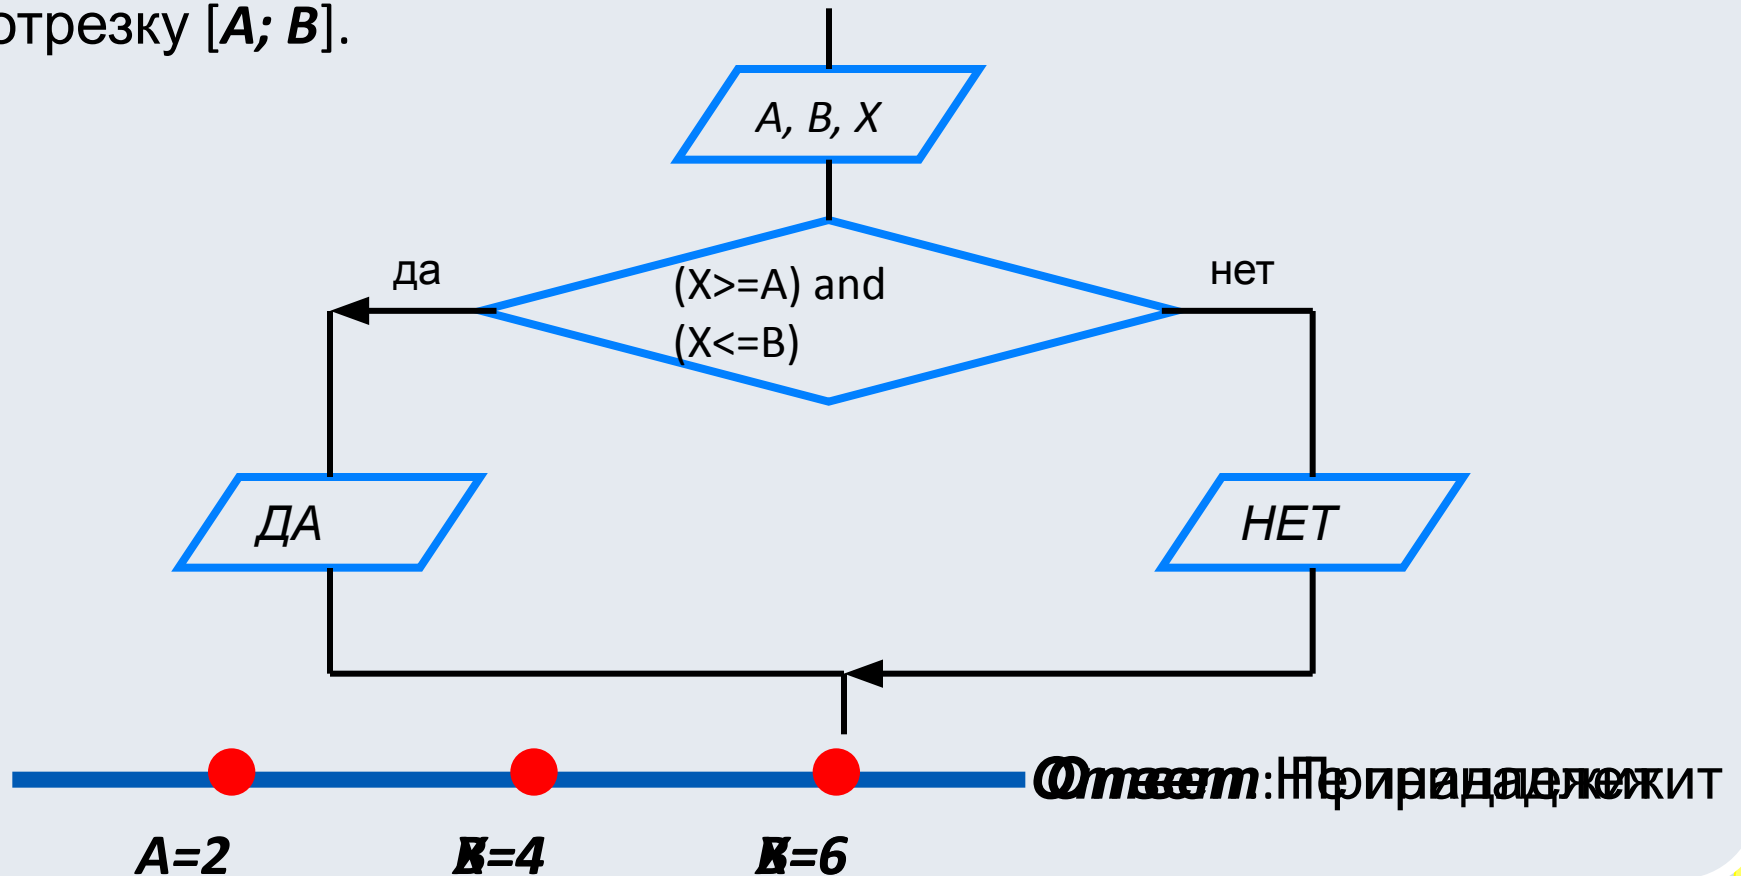 отрезку [A; B].
A, B, X
да
(X>=A) and
нет
(X<=B)
ДА
НЕТ
A=2
=4
=6